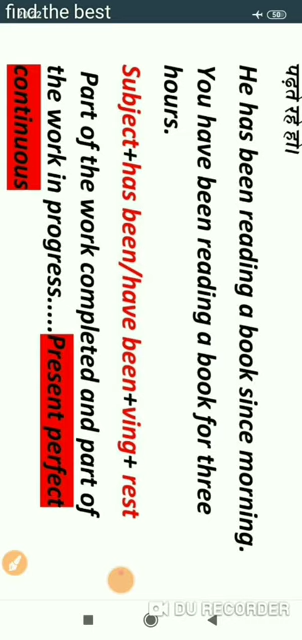 find the best
पढ़ते रहे हो।
He has been reading a book since morning.
You have been reading a book for three
hours.
Subject+has been/have been+ving+ rest
Part of the work completed and part of
the work in progress.....Present perfect
continuous
DU RECORDER